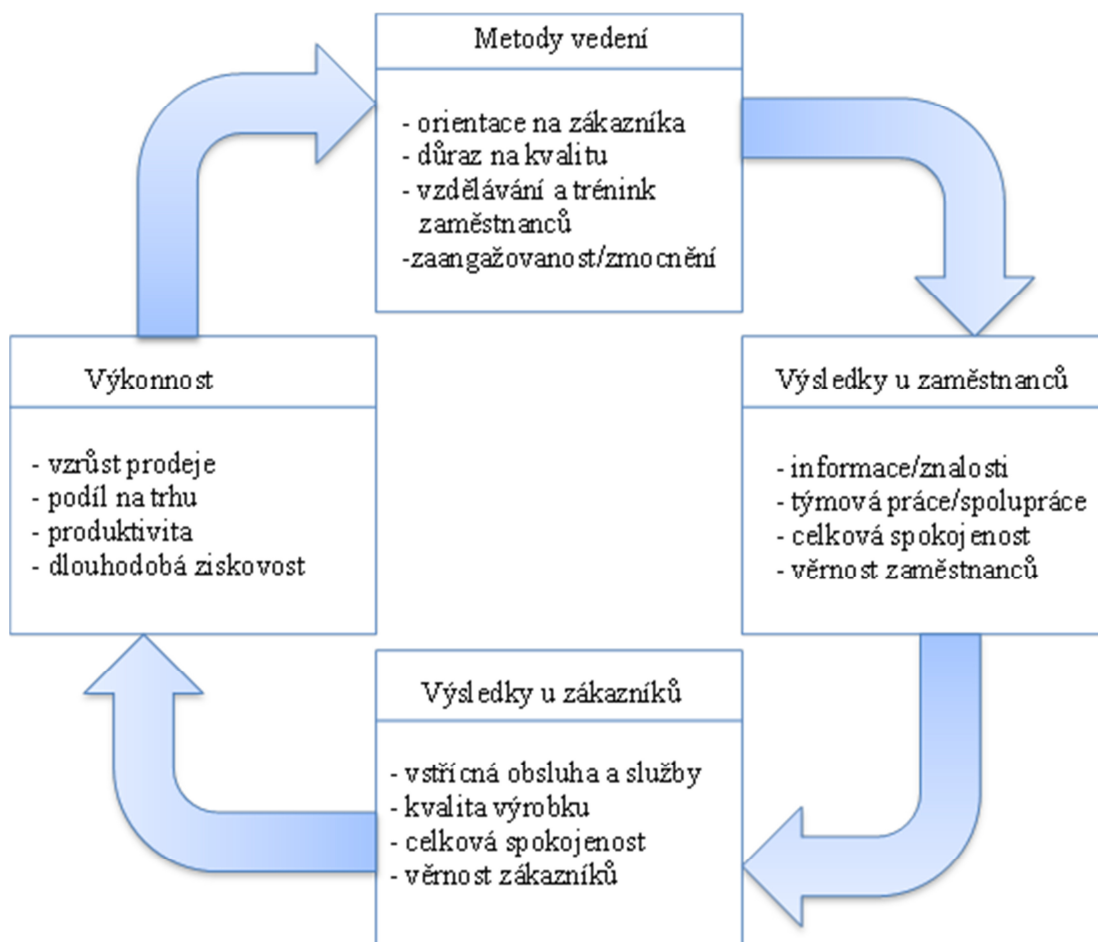 Metody vedení
- orientace na zákazníka
- důraz na kvalitu
- vzdělávání a trénink
zaměstnanců
-zaangažovanost/zmocnění
Výkonnost
- vzrůst prodeje
- podíl na trhu
- produktivita
- dlouhodobá ziskovost
Výsledky u zaměstnanců
- informace/znalosti
- týmová práce/spolupráce
- celková spokojenost
- věrnost zaměstnanců
Výsledky u zákazníků
- vstřícná obsluha a služby
- kvalita výrobku
- celková spokojenost
- věrnost zákazníků